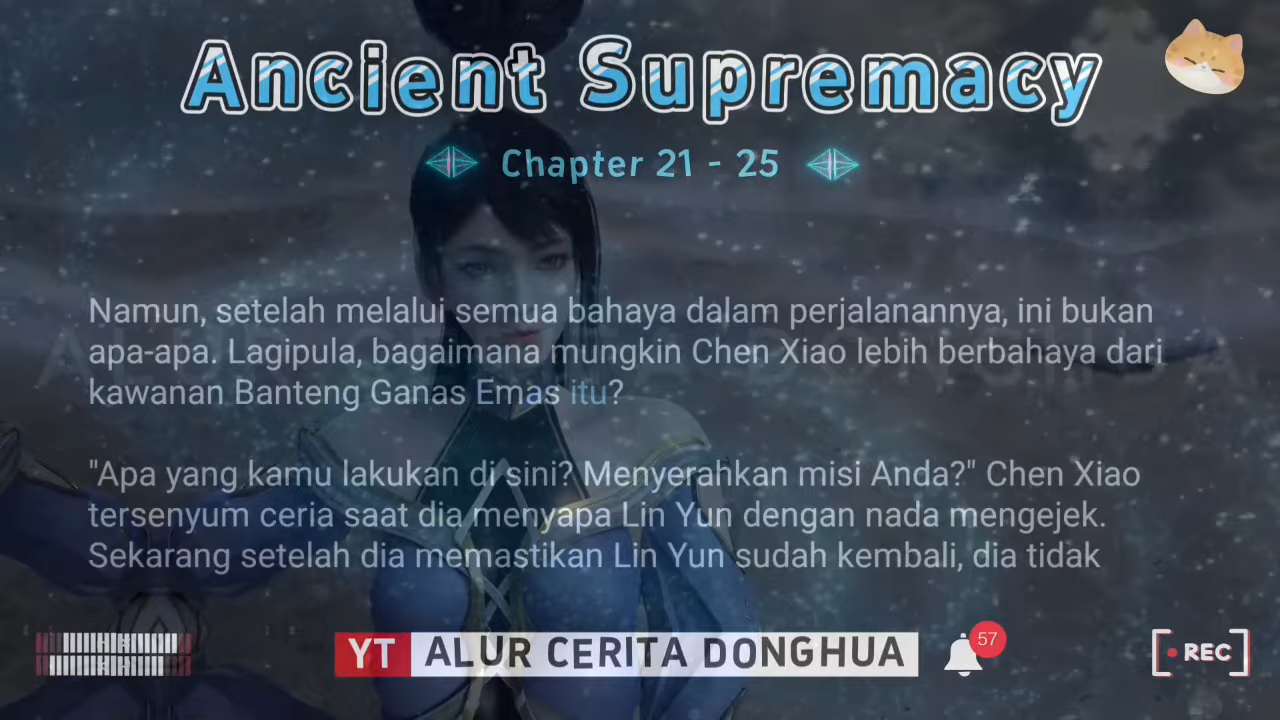 Ancient Supremacy
Chapter 21 - 25
Namun, setelah melalui semua bahaya dalam perjalanannya, ini bukan
apa-apa. Lagipula, bagaimana mungkin Chen Xiao lebih berbahaya dari
kawanan Banteng Ganas Emas itu?
"Apa yang kamu lakukan di sini? Menyerahkan misi Anda?" Chen Xiao
tersenyum ceria saat dia menyapa Lin Yun dengan nada mengejek.
Sekarang setelah dia memastikan Lin Yun sudah kembali, dia tidak
YT ALUR CERITA DONGHUA
57
REC